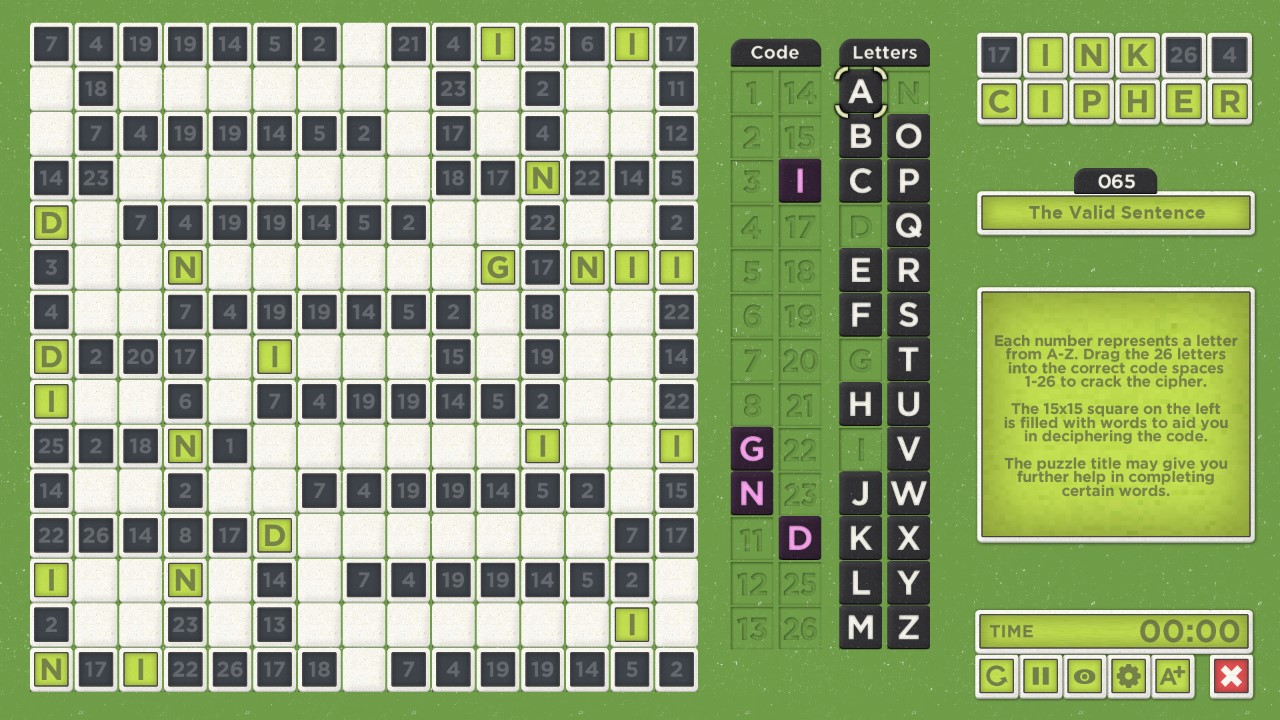 7 4 19 19 14 5 2 21 4 I 25 6 I 17
18 23 2 11
7 4 19 19 14 5 2 17 4 12
14 23 18 17 N 22 14 5
D 7 4 19 19 14 5 2 22 2
3 N G 17 N I I
4 7 4 19 19 14 5 2 18 22
D 2 20 17 I 15 19 14
I 6 7 4 19 19 14 5 2 22
25 2 18 N 1 I I
14 2 7 4 19 19 14 5 2 15
22 26 14 8 17 D 7 17
I N 14 7 4 19 19 14 5 2
2 23 13 I
N 17 I 22 26 17 18 7 4 19 19 14 5 2
Code Letters
1 14 A N
2 15 B O
3 I C P
4 17 D Q
5 18 E R
6 19 F S
7 20 G T
8 21 H U
G 22 I V
N 23 J W
11 D K X
12 25 L Y
13 26 M Z
17 I N K 26 4
C I P H E R
065
The Valid Sentence
Each number represents a letter
from A-Z. Drag the 26 letters
into the correct code spaces
1-26 to crack the cipher.
The 15x15 square on the left
is filled with words to aid you
in deciphering the code.
The puzzle title may give you
further help in completing
certain words.
TIME 00:00
A+